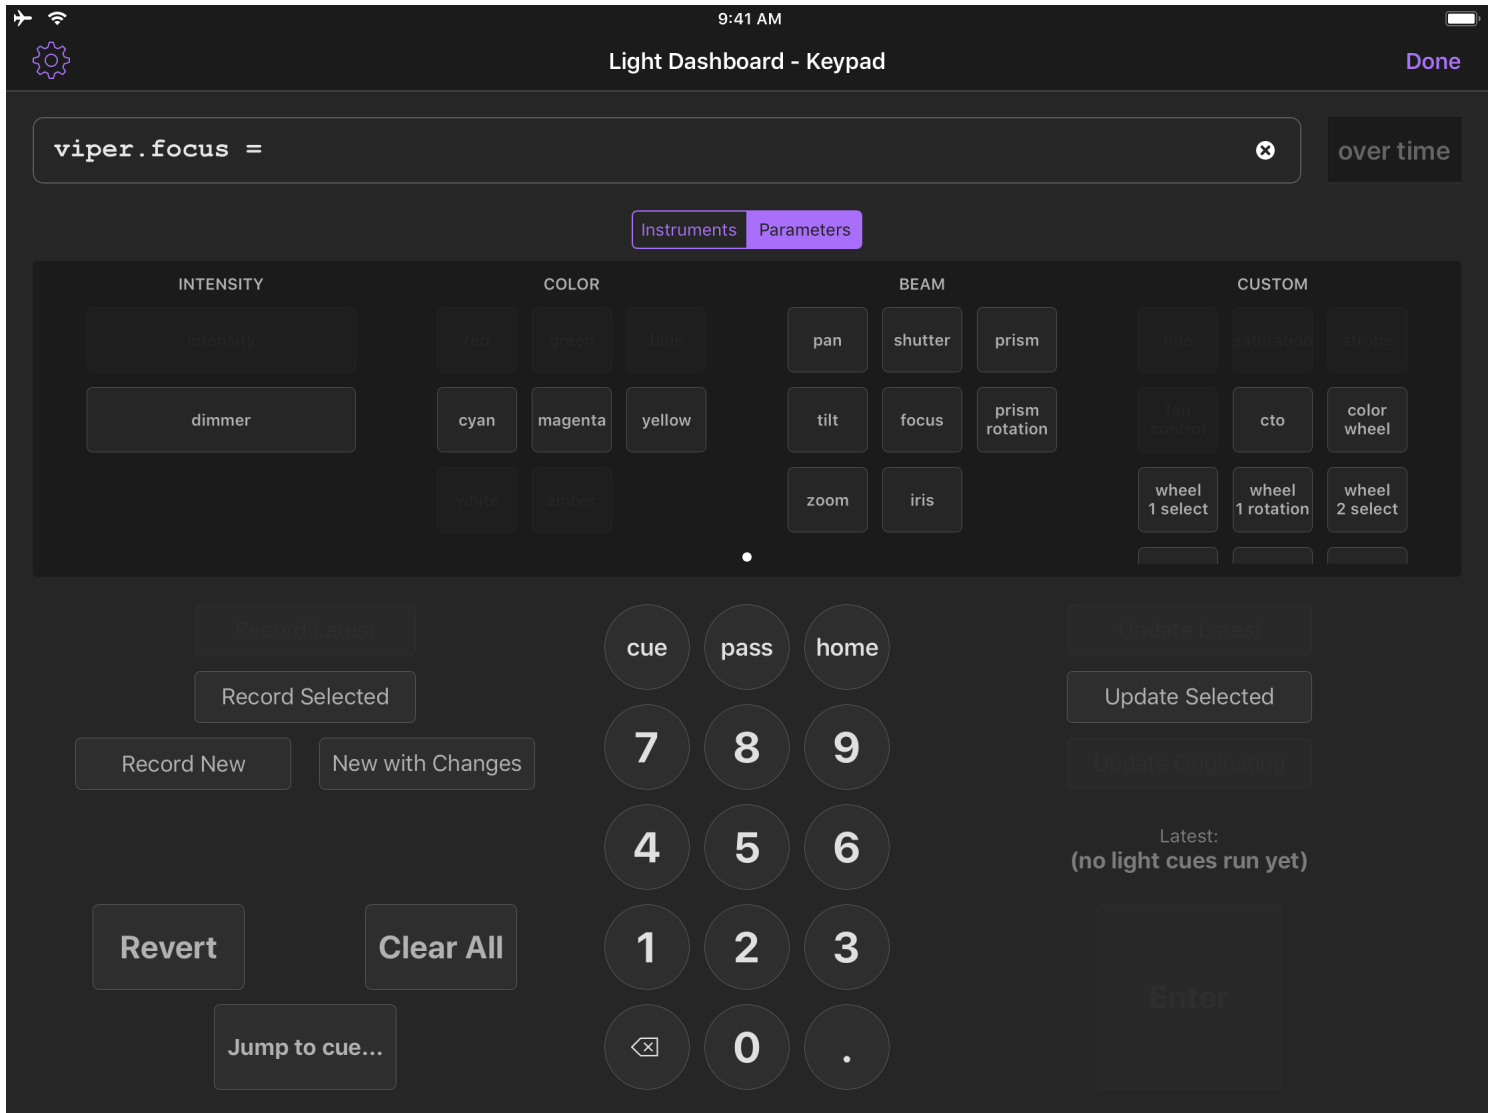 9:41 AM
Light Dashboard - Keypad
Done
viper.focus =
over time
Instruments
Parameters
INTENSITY
COLOR
BEAM
CUSTOM
intensity
red
green
blue
pan
shutter
prism
hue
saturation
strobe
dimmer
cyan
magenta
yellow
tilt
focus
prism
rotation
fan
control
cto
color
wheel
white
amber
zoom
iris
wheel
1 select
wheel
1 rotation
wheel
2 select
Record Latest
cue
pass
home
Update Latest
Record Selected
Update Selected
Record New
New with Changes
7
8
9
Update Originating
4
5
6
Latest:
(no light cues run yet)
Revert
Clear All
1
2
3
Enter
Jump to cue...
0
.